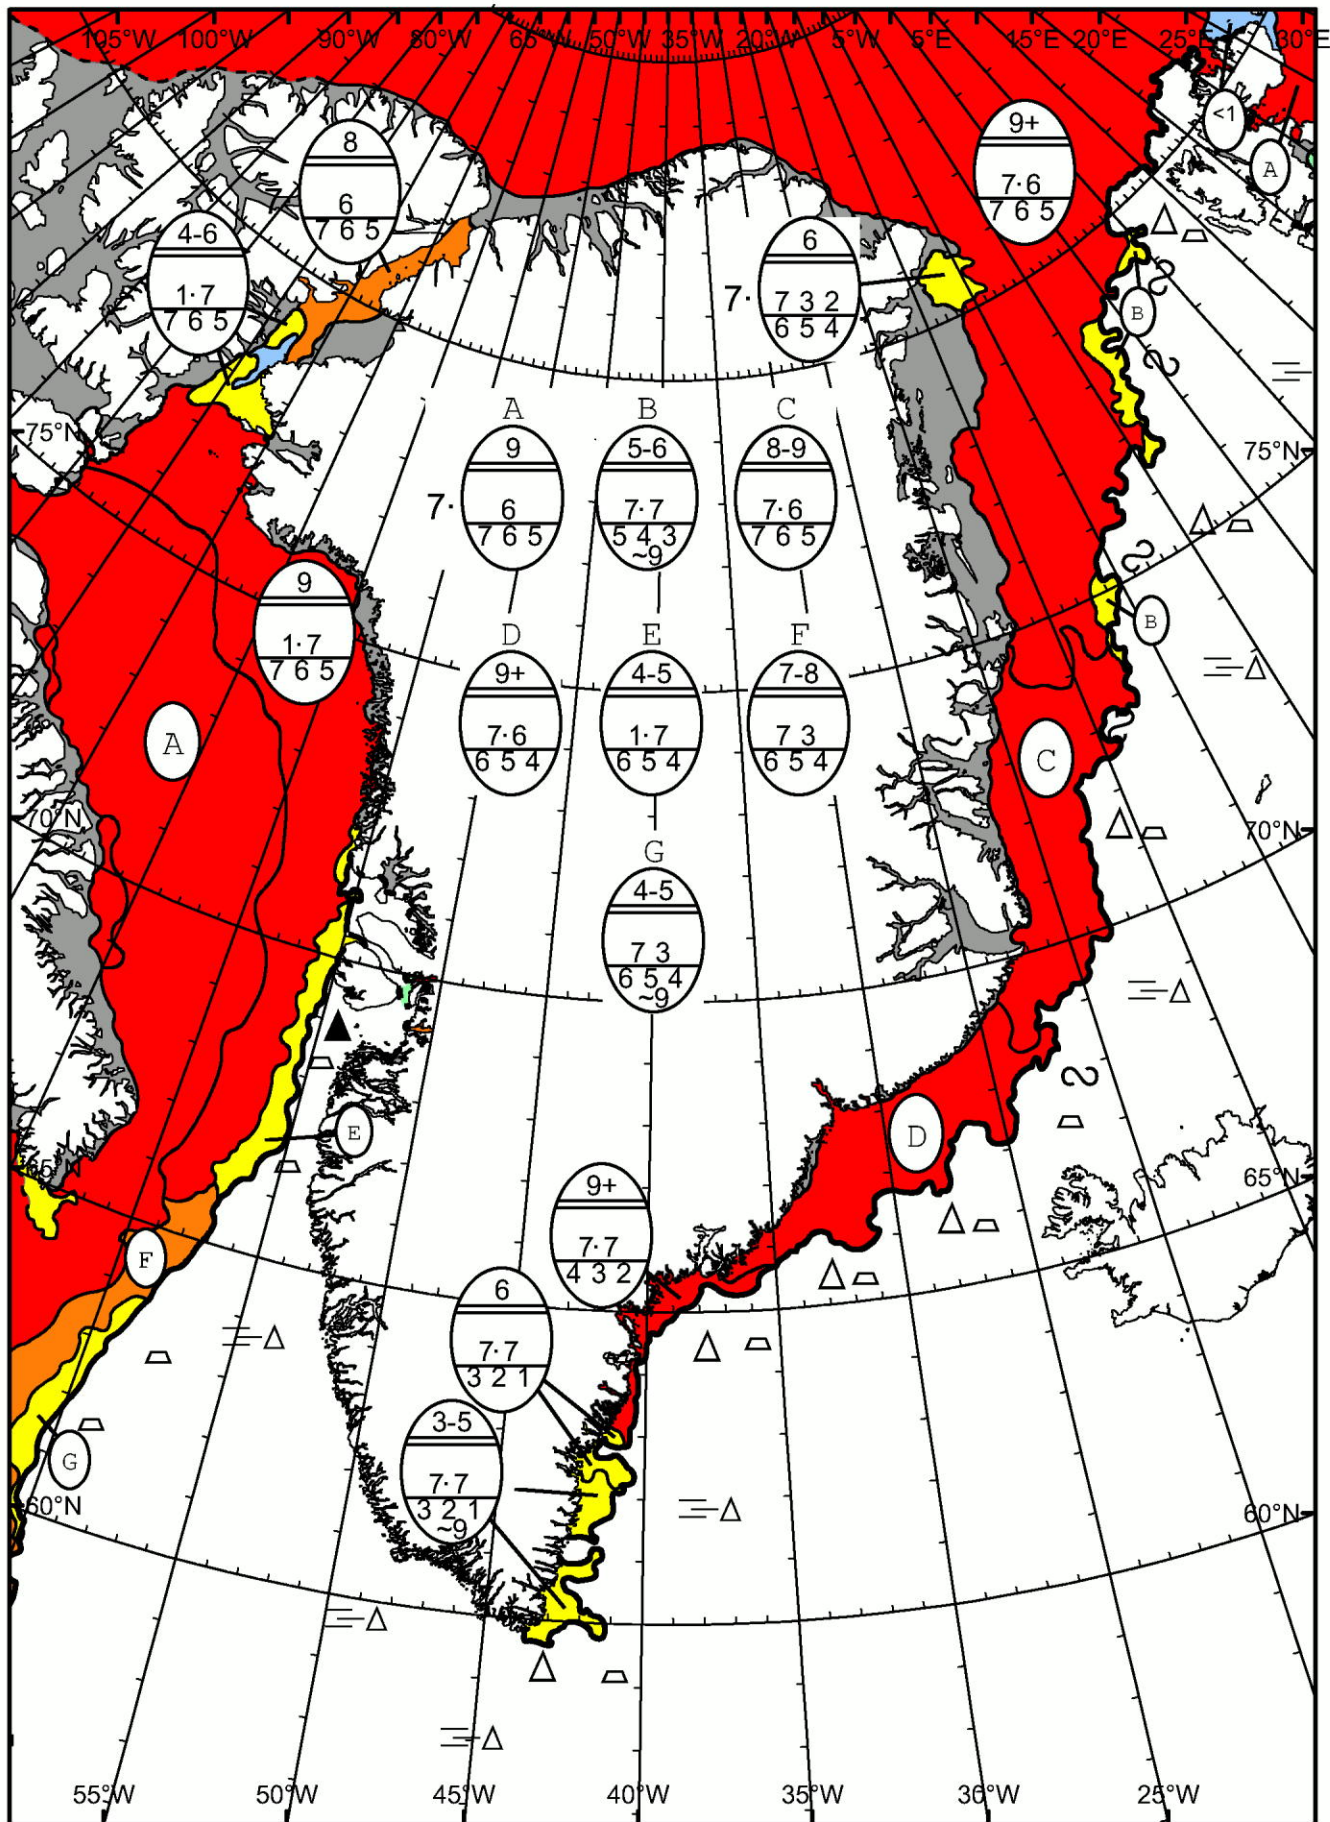 105°W 100°W 90°W 80°W 65°W 50°W 35°W 20°W 5°W 5°E 15°E 20°E 25°E 30°E
<1
A
9+
7·6
7 6 5
8
6
7 6 5
4-6
1·7
7 6 5
6
7· 7 3 2
6 5 4
B
75°N
75°N
A B C
9 5-6 8-9
7· 6 7·7 7·6
7 6 5 5 4 3 7 6 5
~9
9
1·7
7 6 5
B
D E F
9+ 4-5 7-8
7·6 1·7 7 3
6 5 4 6 5 4 6 5 4
A
C
70°N
70°N
G
4-5
7 3
6 5 4
~9
E
D
65°N
65°N
9+
7·7
4 3 2
F
6
7·7
3 2 1
3-5
7·7
3 2 1
~9
G
60°N
60°N
55°W 50°W 45°W 40°W 35°W 30°W 25°W